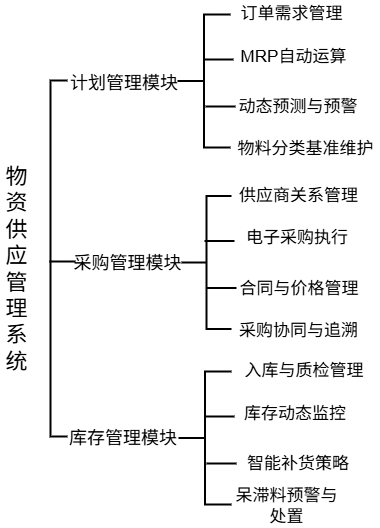 物资供应管理系统
计划管理模块
订单需求管理
MRP自动运算
动态预测与预警
物料分类基准维护
采购管理模块
供应商关系管理
电子采购执行
合同与价格管理
采购协同与追溯
库存管理模块
入库与质检管理
库存动态监控
智能补货策略
呆滞料预警与
处置